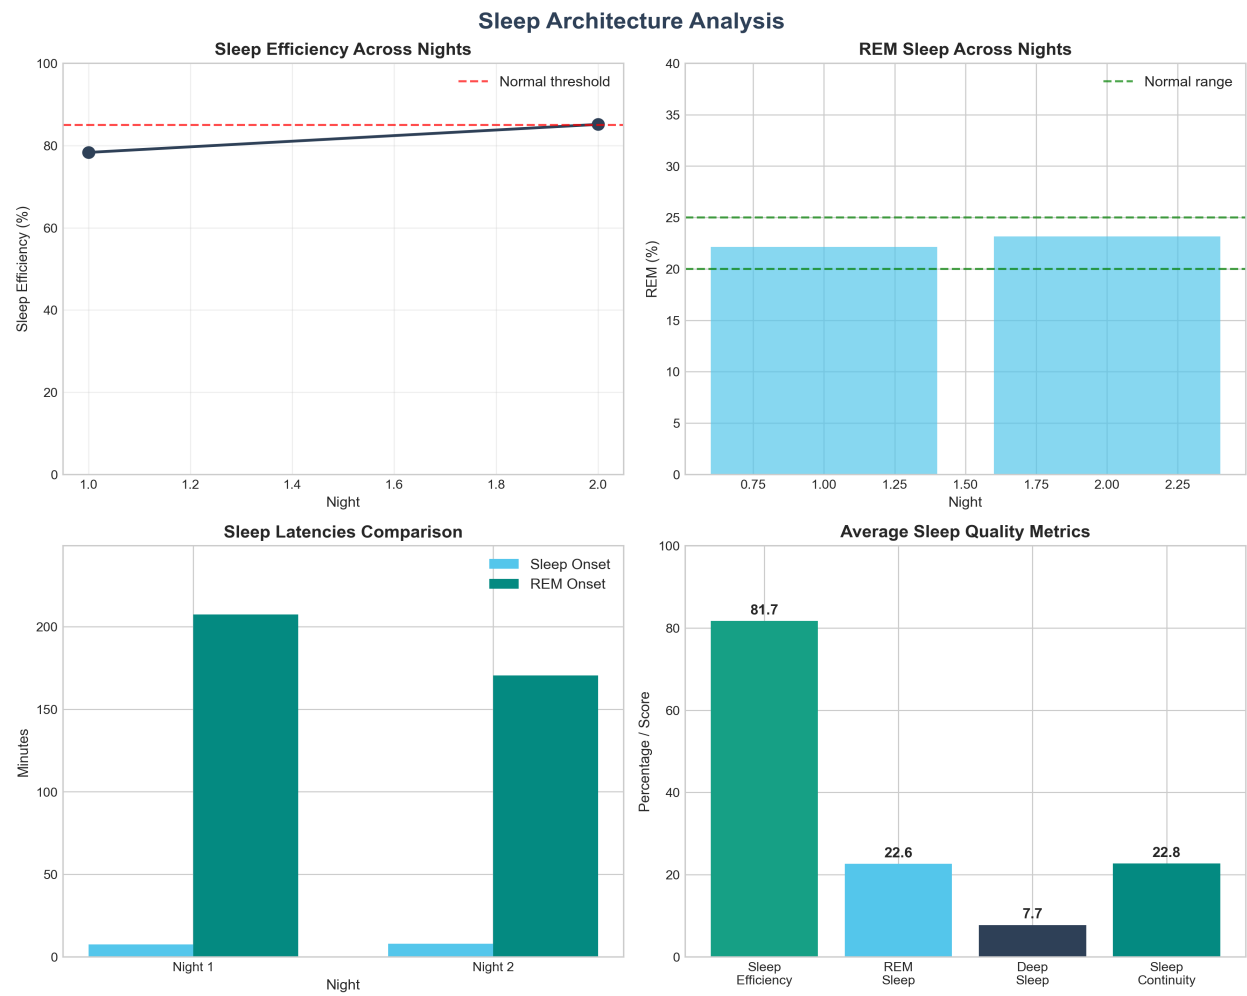 Sleep Architecture Analysis
Sleep Efficiency Across Nights
Normal threshold
100
80
60
40
20
0
Sleep Efficiency (%)
1.0 1.2 1.4 1.6 1.8 2.0
Night
REM Sleep Across Nights
Normal range
40
35
30
25
20
15
10
5
0
REM (%)
0.75 1.00 1.25 1.50 1.75 2.00 2.25
Night
Sleep Latencies Comparison
Sleep Onset
REM Onset
200
150
100
50
0
Minutes
Night 1 Night 2
Night
Average Sleep Quality Metrics
100
80
60
40
20
0
Percentage / Score
81.7
22.6
7.7
22.8
Sleep REM Deep Sleep
Efficiency Sleep Sleep Continuity